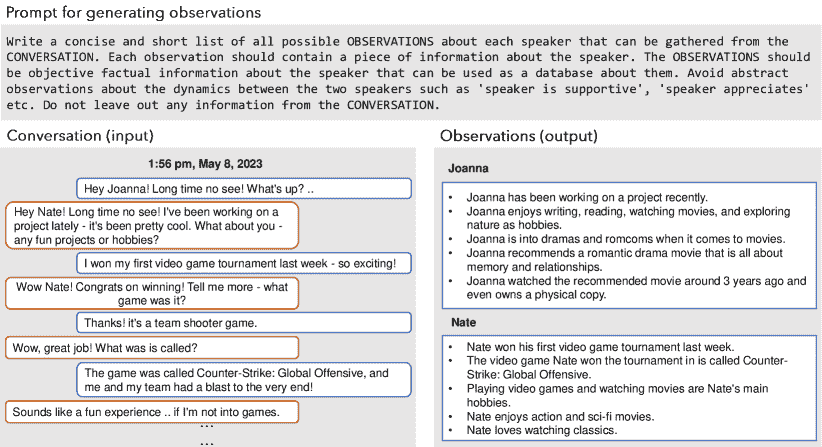 Prompt for generating observations
Write a concise and short list of all possible OBSERVATIONS about each speaker that can be gathered from the
CONVERSATION. Each observation should contain a piece of information about the speaker. The OBSERVATIONS should
be objective factual information about the speaker that can be used as a database about them. Avoid abstract
observations about the dynamics between the two speakers such as 'speaker is supportive', 'speaker appreciates'
etc. Do not leave out any information from the CONVERSATION.
Conversation (input)
1:56 pm, May 8, 2023
Hey Joanna! Long time no see! What's up? ..
Hey Nate! Long time no see! I've been working on a
project lately - it's been pretty cool. What about you -
any fun projects or hobbies?
I won my first video game tournament last week - so exciting!
Wow Nate! Congrats on winning! Tell me more - what
game was it?
Thanks! it's a team shooter game.
Wow, great job! What was is called?
The game was called Counter-Strike: Global Offensive, and
me and my team had a blast to the very end!
Sounds like a fun experience .. if I'm not into games.
...
...
Observations (output)
Joanna
• Joanna has been working on a project recently.
• Joanna enjoys writing, reading, watching movies, and exploring
nature as hobbies.
• Joanna is into dramas and romcoms when it comes to movies.
• Joanna recommends a romantic drama movie that is all about
memory and relationships.
• Joanna watched the recommended movie around 3 years ago and
even owns a physical copy.
Nate
• Nate won his first video game tournament last week.
• The video game Nate won the tournament in is called Counter-
Strike: Global Offensive.
• Playing video games and watching movies are Nate's main
hobbies.
• Nate enjoys action and sci-fi movies.
• Nate loves watching classics.